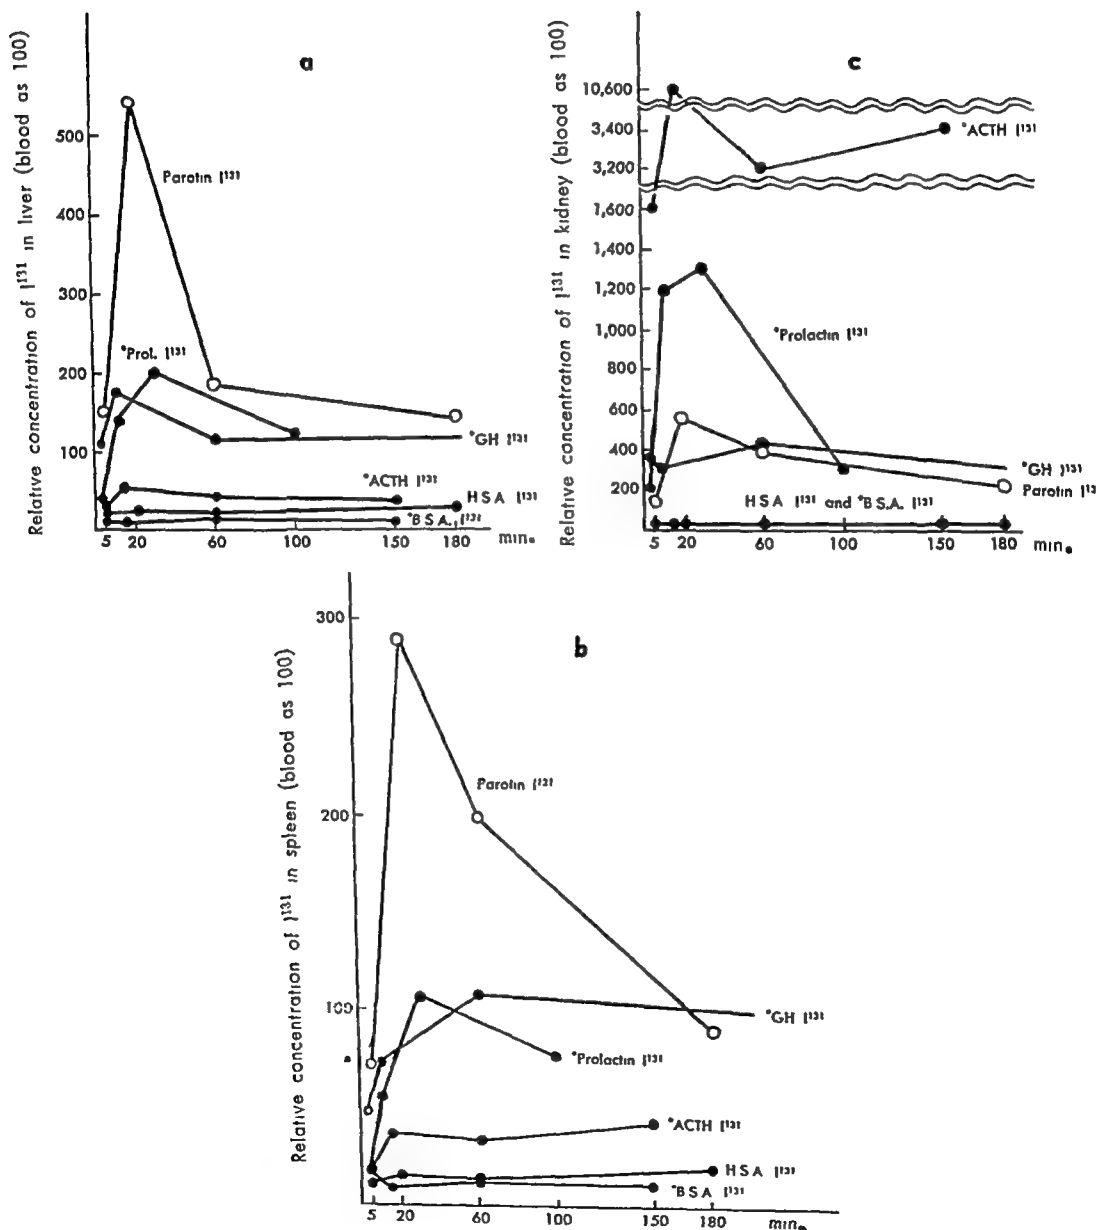 a
Relative concentration of I¹³¹ in liver (blood as 100)
500
400
300
200
100
Parotin I¹³¹
*Prol. I¹³¹
*GH I¹³¹
*ACTH I¹³¹
HSA I¹³¹
*B.S.A. I¹³¹
5 20 60 100 150 180 min.
c
Relative concentration of I¹³¹ in kidney (blood as 100)
10,600
3,400
3,200
1,600
1,400
1,200
1,000
800
600
400
200
*ACTH I¹³¹
*Prolactin I¹³¹
*GH I¹³¹
Parotin I¹³
HSA I¹³¹ and *B.S.A. I¹³¹
5 20 60 100 150 180 min.
b
Relative concentration of I¹³¹ in spleen (blood as 100)
300
200
100
Parotin I¹³¹
*GH I¹³¹
*Prolactin I¹³¹
*ACTH I¹³¹
HSA I¹³¹
*BSA I¹³¹
5 20 60 100 150 180 min.